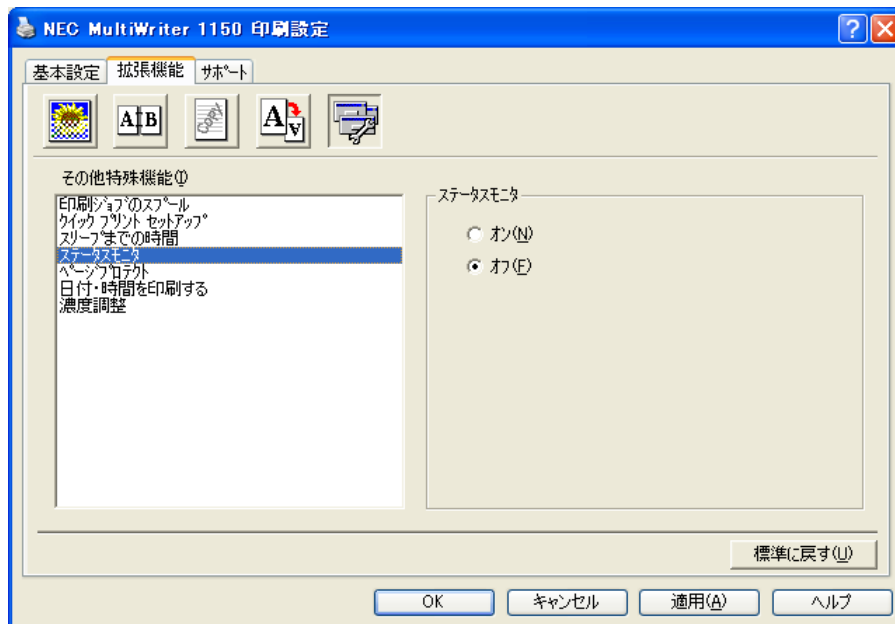 NEC MultiWriter 1150 印刷設定
基本設定 拡張機能 ｻﾎﾟｰﾄ
A B
A A
その他特殊機能(I)
印刷ｼﾞｮﾌﾞのｽﾌﾟｰﾙ
ｸｲｯｸ ﾌﾟﾘﾝﾄ ｾｯﾄｱｯﾌﾟ
ｽﾘｰﾌﾟまでの時間
ｽﾃｰﾀｽﾓﾆﾀ
ﾍﾟｰｼﾞﾌﾟﾛﾃｸﾄ
日付･時間を印刷する
濃度調整
ｽﾃｰﾀｽﾓﾆﾀ
ｵﾝ(N)
ｵﾌ(F)
標準に戻す(U)
OK ｷｬﾝｾﾙ 適用(A) ﾍﾙﾌﾟ